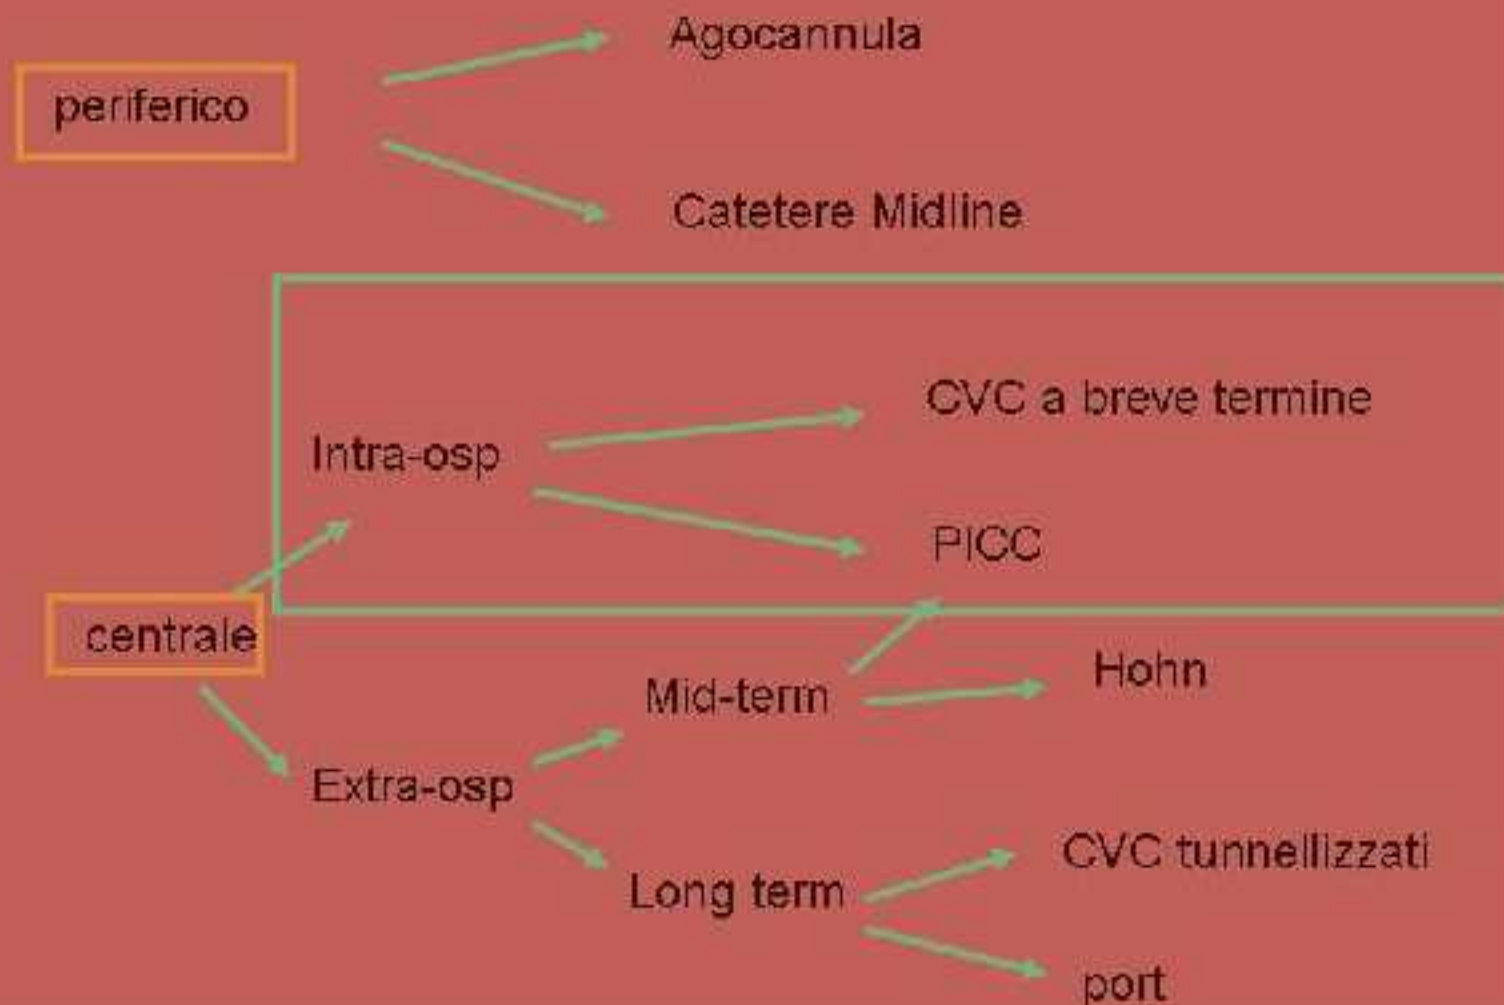 Agocannula
periferico
Catetere Midline
CVC a breve termine
Intra-osp
PICC
centrale
Hohn
Mid-term
Extra-osp
CVC tunnellizzati
Long term
port